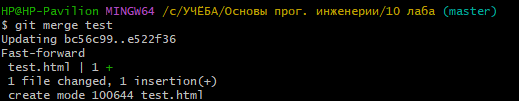 HP@HP-Pavilion MINGW64 /c/УЧЁБА/Основы прог. инженерии/10 лаба (master)
$ git merge test
Updating bc56c99..e522f36
Fast-forward
 test.html | 1 +
 1 file changed, 1 insertion(+)
 create mode 100644 test.html